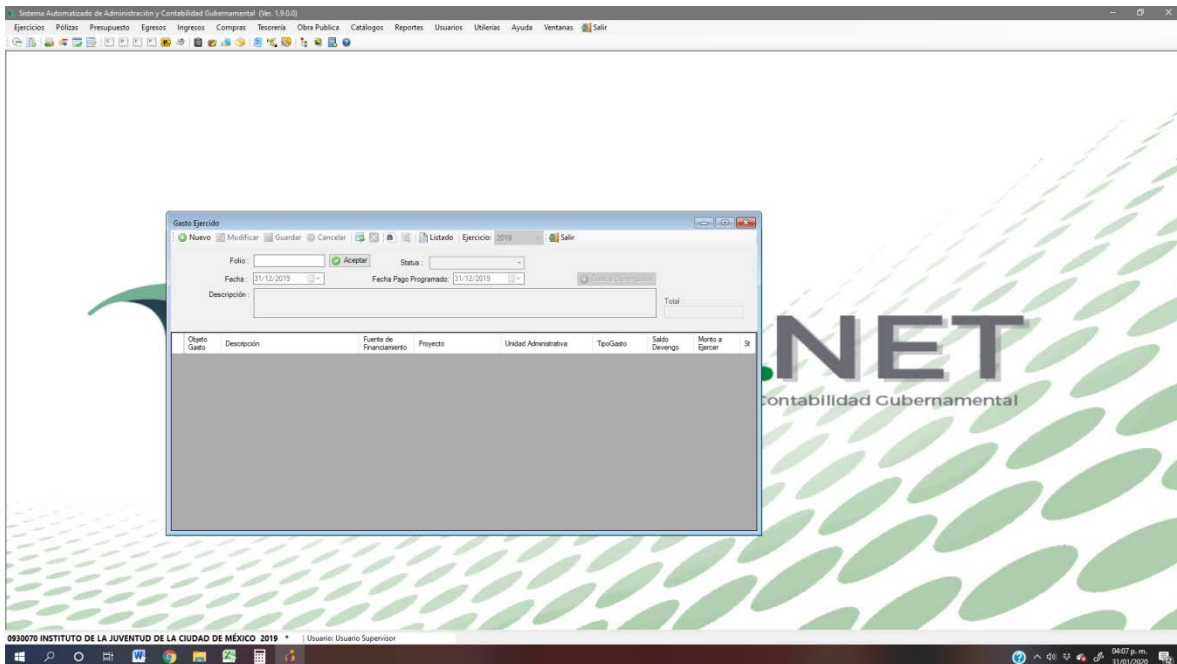 Sistema Automatizado de Administración y Contabilidad Gubernamental (Ver. 1.9.0.0)
Ejercicios Pólizas Presupuesto Egresos Ingresos Compras Tesorería Obra Publica Catálogos Reportes Usuarios Utilerías Ayuda Ventanas Salir
Gasto Ejercido
Nuevo Modificar Guardar Cancelar Listado Ejercicio: 2019 Salir
Folio : Aceptar Status :
Fecha : 31/12/2019 Fecha Pago Programado: 31/12/2019
Descripción :
Total :
Objeto Gasto Descripción Fuente de Financiamiento Proyecto Unidad Administrativa TipoGasto Saldo Devengo Monto a Ejercer St
.NET
Contabilidad Gubernamental
0930070 INSTITUTO DE LA JUVENTUD DE LA CIUDAD DE MÉXICO 2019 * | Usuario: Usuario Supervisor
04:07 p. m.
31/01/2020